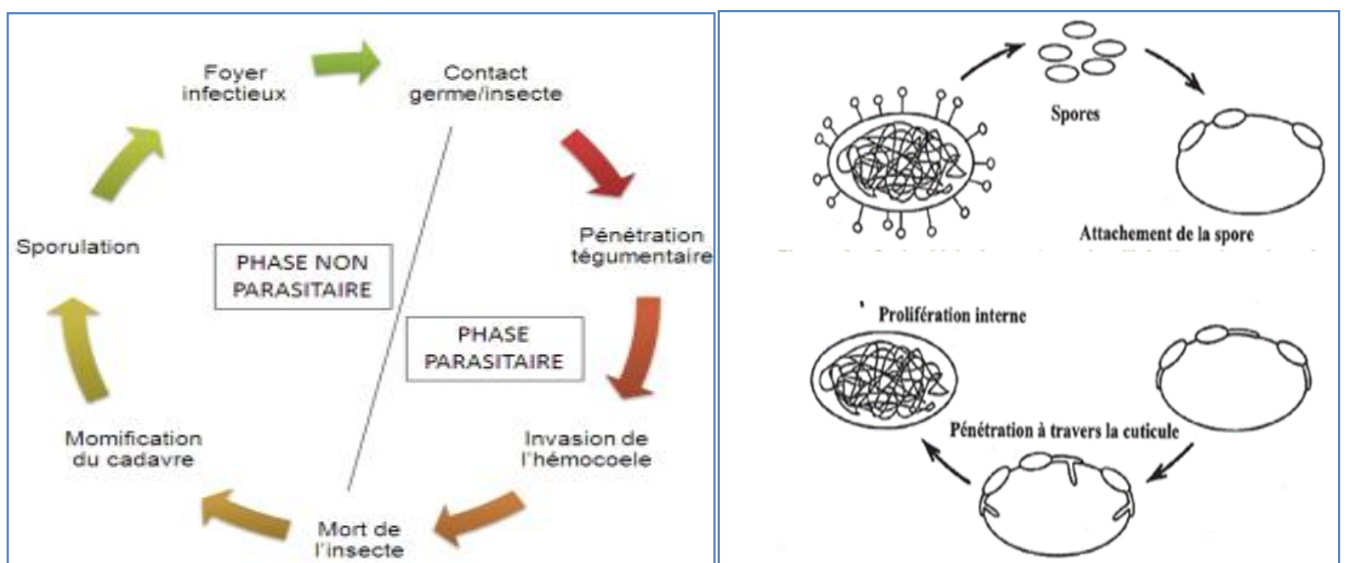 Foyer
infectieux
Contact
germe/insecte
Pénétration
tégumentaire
Invasion de
l'hémocoele
Mort de
l'insecte
Momification
du cadavre
Sporulation
PHASE NON
PARASITAIRE
PHASE
PARASITAIRE
Spores
Attachement de la spore
Prolifération interne
Pénétration à travers la cuticule